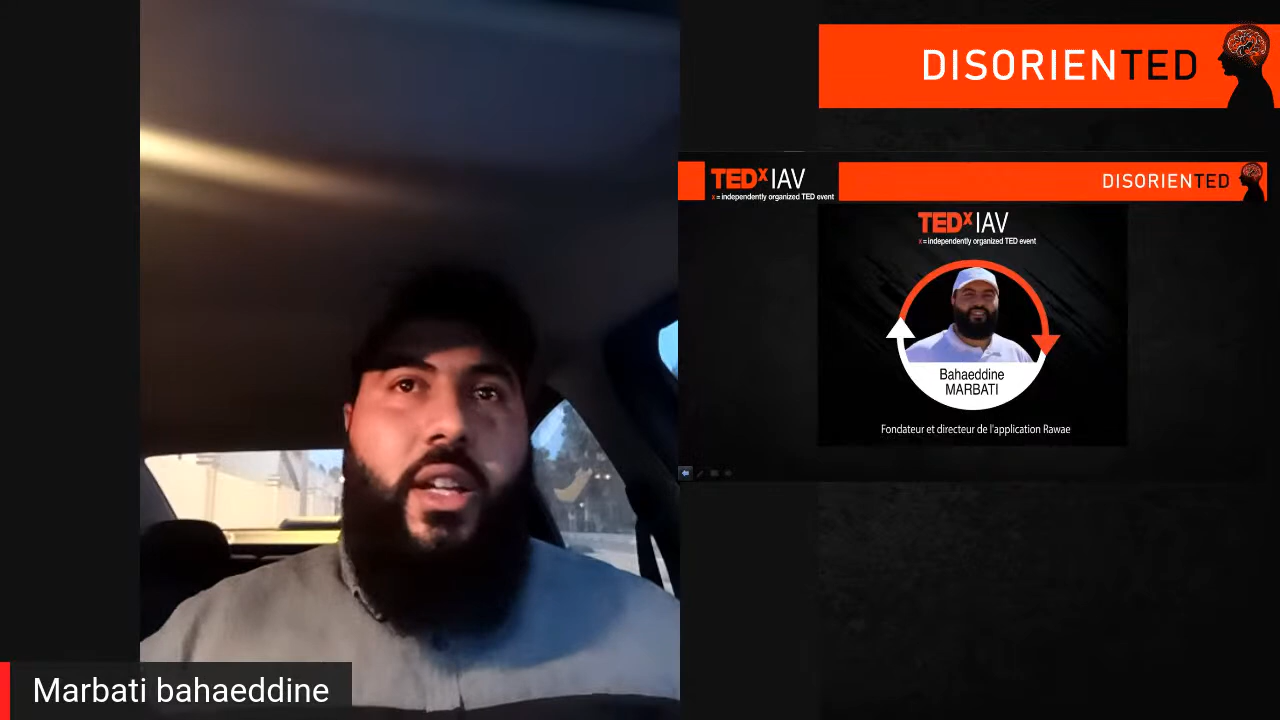 DISORIENTED
TEDx IAV
x = independently organized TED event
DISORIENTED
TEDx IAV
x = independently organized TED event
Bahaeddine
MARBATI
Fondateur et directeur de l'application Rawae
Marbati bahaeddine